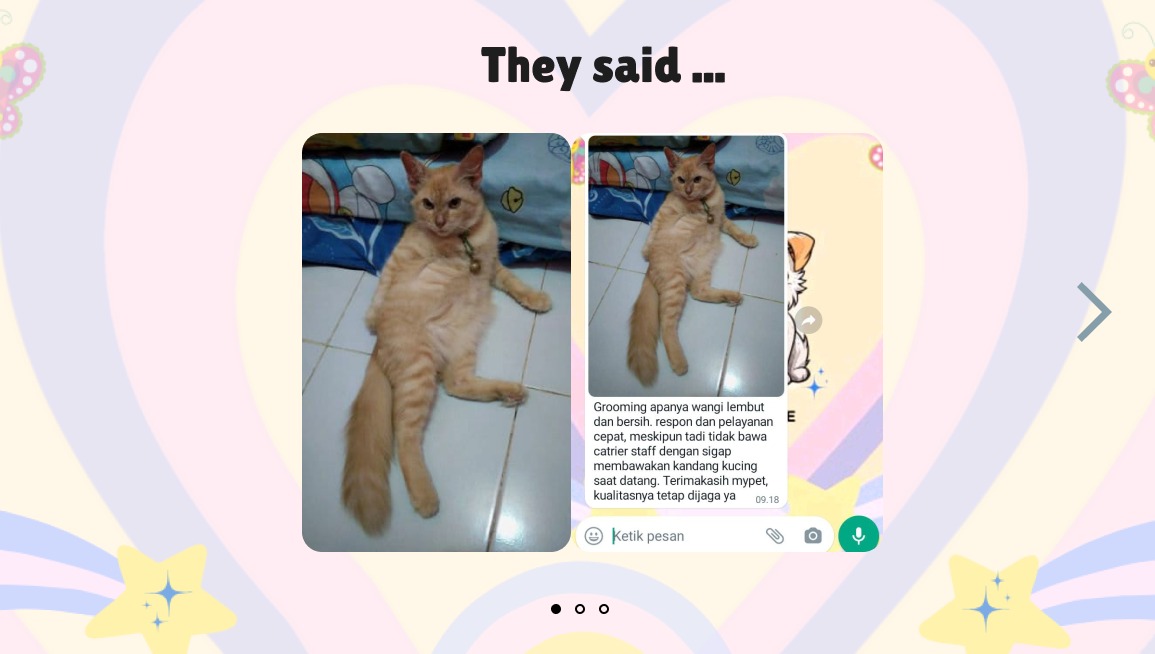 They said ...
Grooming apanya wangi lembut
dan bersih. respon dan pelayanan
cepat, meskipun tadi tidak bawa
catrier staff dengan sigap
membawakan kandang kucing
saat datang. Terimakasih mypet,
kualitasnya tetap dijaga ya
09.18
E
Ketik pesan